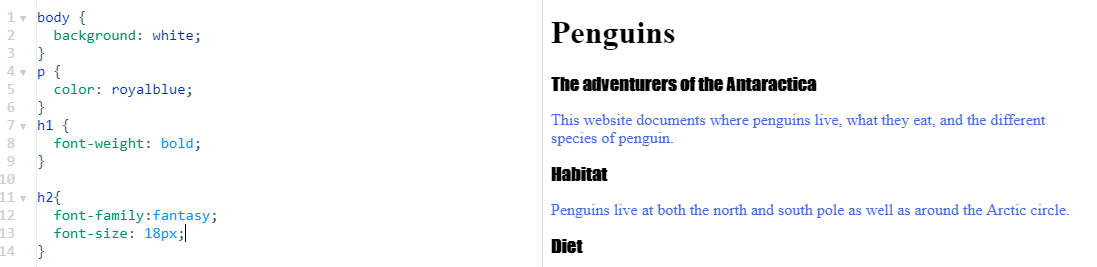 1 body {
2 background: white;
3 }
4 p {
5 color: royalblue;
6 }
7 h1 {
8 font-weight: bold;
9 }
10
11 h2{
12 font-family:fantasy;
13 font-size: 18px;
14 }
Penguins
The adventurers of the Antaractica
This website documents where penguins live, what they eat, and the different
species of penguin.
Habitat
Penguins live at both the north and south pole as well as around the Arctic circle.
Diet